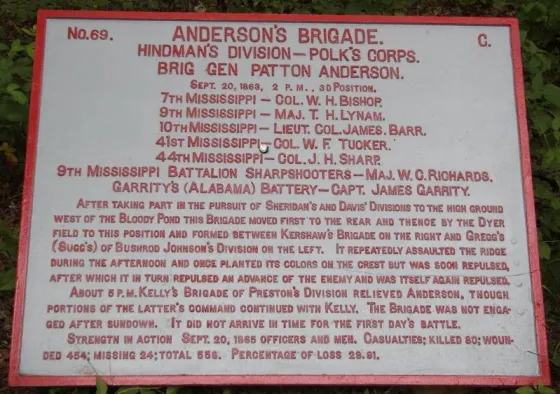 No. 69. ANDERSON'S BRIGADE. C.
HINDMAN'S DIVISION—POLK'S CORPS.
BRIG GEN PATTON ANDERSON.
SEPT. 20, 1863, 2 P.M., 3D POSITION.
7TH MISSISSIPPI—COL. W. H. BISHOP.
9TH MISSISSIPPI—MAJ. T. H. LYNAM.
10TH MISSISSIPPI—LIEUT. COL. JAMES. BARR.
41ST MISSISSIPPI—COL. W. F. TUCKER.
44TH MISSISSIPPI—COL. J. H. SHARP.
9TH MISSISSIPPI BATTALION SHARPSHOOTERS—MAJ. W. C. RICHARDS.
GARRITY'S (ALABAMA) BATTERY—CAPT. JAMES GARRITY.
AFTER TAKING PART IN THE PURSUIT OF SHERIDAN'S AND DAVIS' DIVISIONS TO THE HIGH GROUND
WEST OF THE BLOODY POND THIS BRIGADE MOVED FIRST TO THE REAR AND THENCE BY THE DYER
FIELD TO THIS POSITION AND FORMED BETWEEN KERSHAW'S BRIGADE ON THE RIGHT AND GREGG'S
(SUGG'S) OF BUSHROD JOHNSON'S DIVISION ON THE LEFT. IT REPEATEDLY ASSAULTED THE RIDGE
DURING THE AFTERNOON AND ONCE PLANTED ITS COLORS ON THE CREST BUT WAS SOON REPULSED,
AFTER WHICH IT IN TURN REPULSED AN ADVANCE OF THE ENEMY AND WAS ITSELF AGAIN REPULSED.
ABOUT 5 P.M. KELLY'S BRIGADE OF PRESTON'S DIVISION RELIEVED ANDERSON, THOUGH
PORTIONS OF THE LATTER'S COMMAND CONTINUED WITH KELLY. THE BRIGADE WAS NOT ENGA-
GED AFTER SUNDOWN. IT DID NOT ARRIVE IN TIME FOR THE FIRST DAY'S BATTLE.
STRENGTH IN ACTION SEPT. 20, 1865 OFFICERS AND MEN. CASUALTIES; KILLED 80; WOUN-
DED 454; MISSING 24; TOTAL 558. PERCENTAGE OF LOSS 29.91.